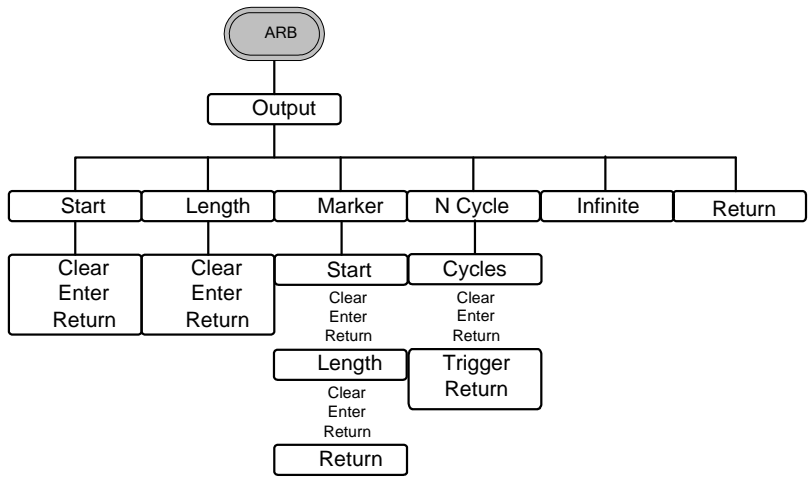 ARB
Output
Start
Length
Marker
N Cycle
Infinite
Return
Clear
Enter
Return
Clear
Enter
Return
Start
Clear
Enter
Return
Length
Clear
Enter
Return
Return
Cycles
Clear
Enter
Return
Trigger
Return